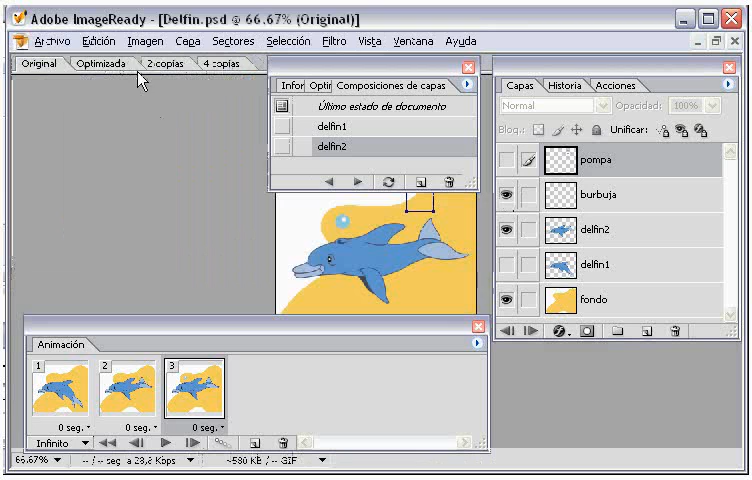 Adobe ImageReady - [Delfin.psd @ 66.67% (Original)]
Archivo Edición Imagen Capa Sectores Selección Filtro Vista Ventana Ayuda
Original Optimizada 2 copias 4 copias
Infor Optir Composiciones de capas
Último estado de documento
delfin1
delfin2
Capas Historia Acciones
Normal Opacidad: 100%
Bloq.: Unificar:
pompa
burbuja
delfin2
delfin1
fondo
Animación
1 2 3
0 seg. 0 seg. 0 seg.
Infinito
66.67% -- / -- seg a 28,8 Kbps ~580 KB / -- GIF